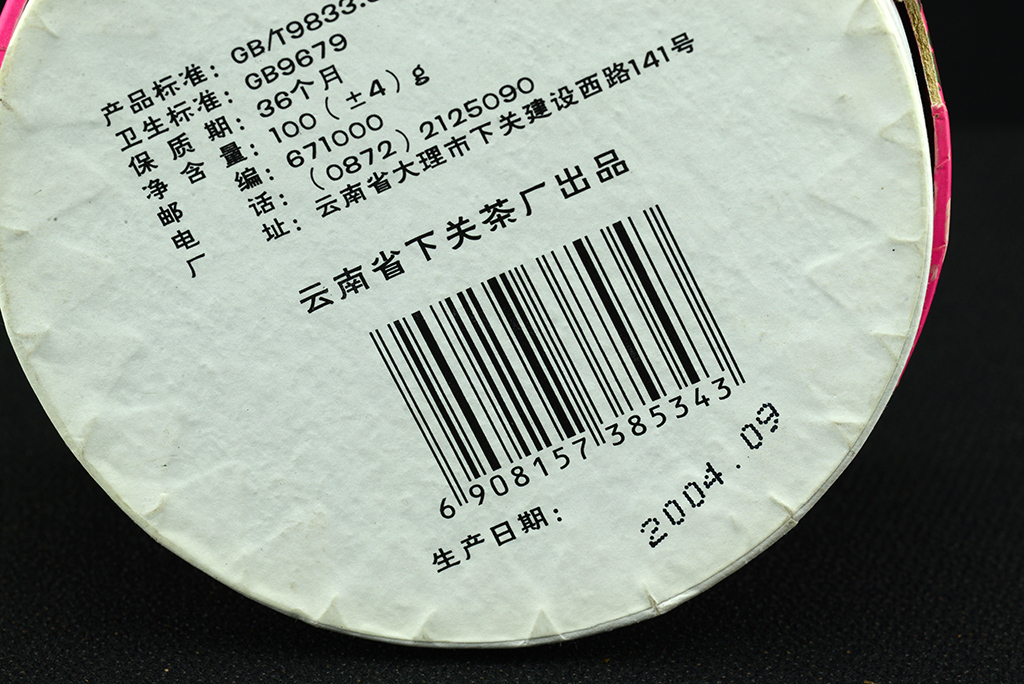 产品标准：GB/T9833.
卫生标准：GB9679
保质期：36个月
净含量：100（±4）g
邮编：671000
电话：(0872) 2125090
厂址：云南省大理市下关建设西路141号
云南省下关茶厂出品
6 908157 385343
生产日期：
2004.09